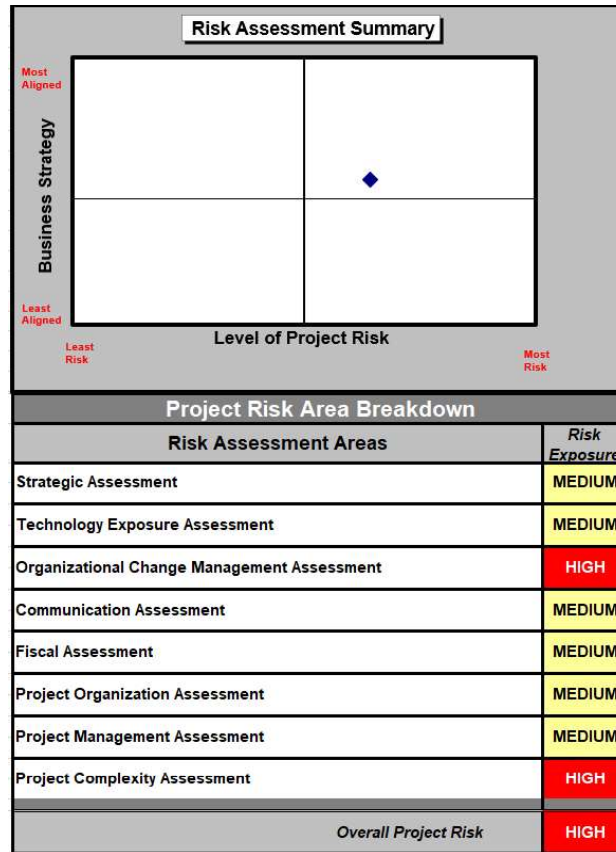 Risk Assessment Summary
Most
Aligned
Business Strategy
Least
Aligned
Level of Project Risk
Least
Risk
Most
Risk
Project Risk Area Breakdown
Risk Assessment Areas
Risk
Exposure
Strategic Assessment MEDIUM
Technology Exposure Assessment MEDIUM
Organizational Change Management Assessment HIGH
Communication Assessment MEDIUM
Fiscal Assessment MEDIUM
Project Organization Assessment MEDIUM
Project Management Assessment MEDIUM
Project Complexity Assessment HIGH
Overall Project Risk HIGH